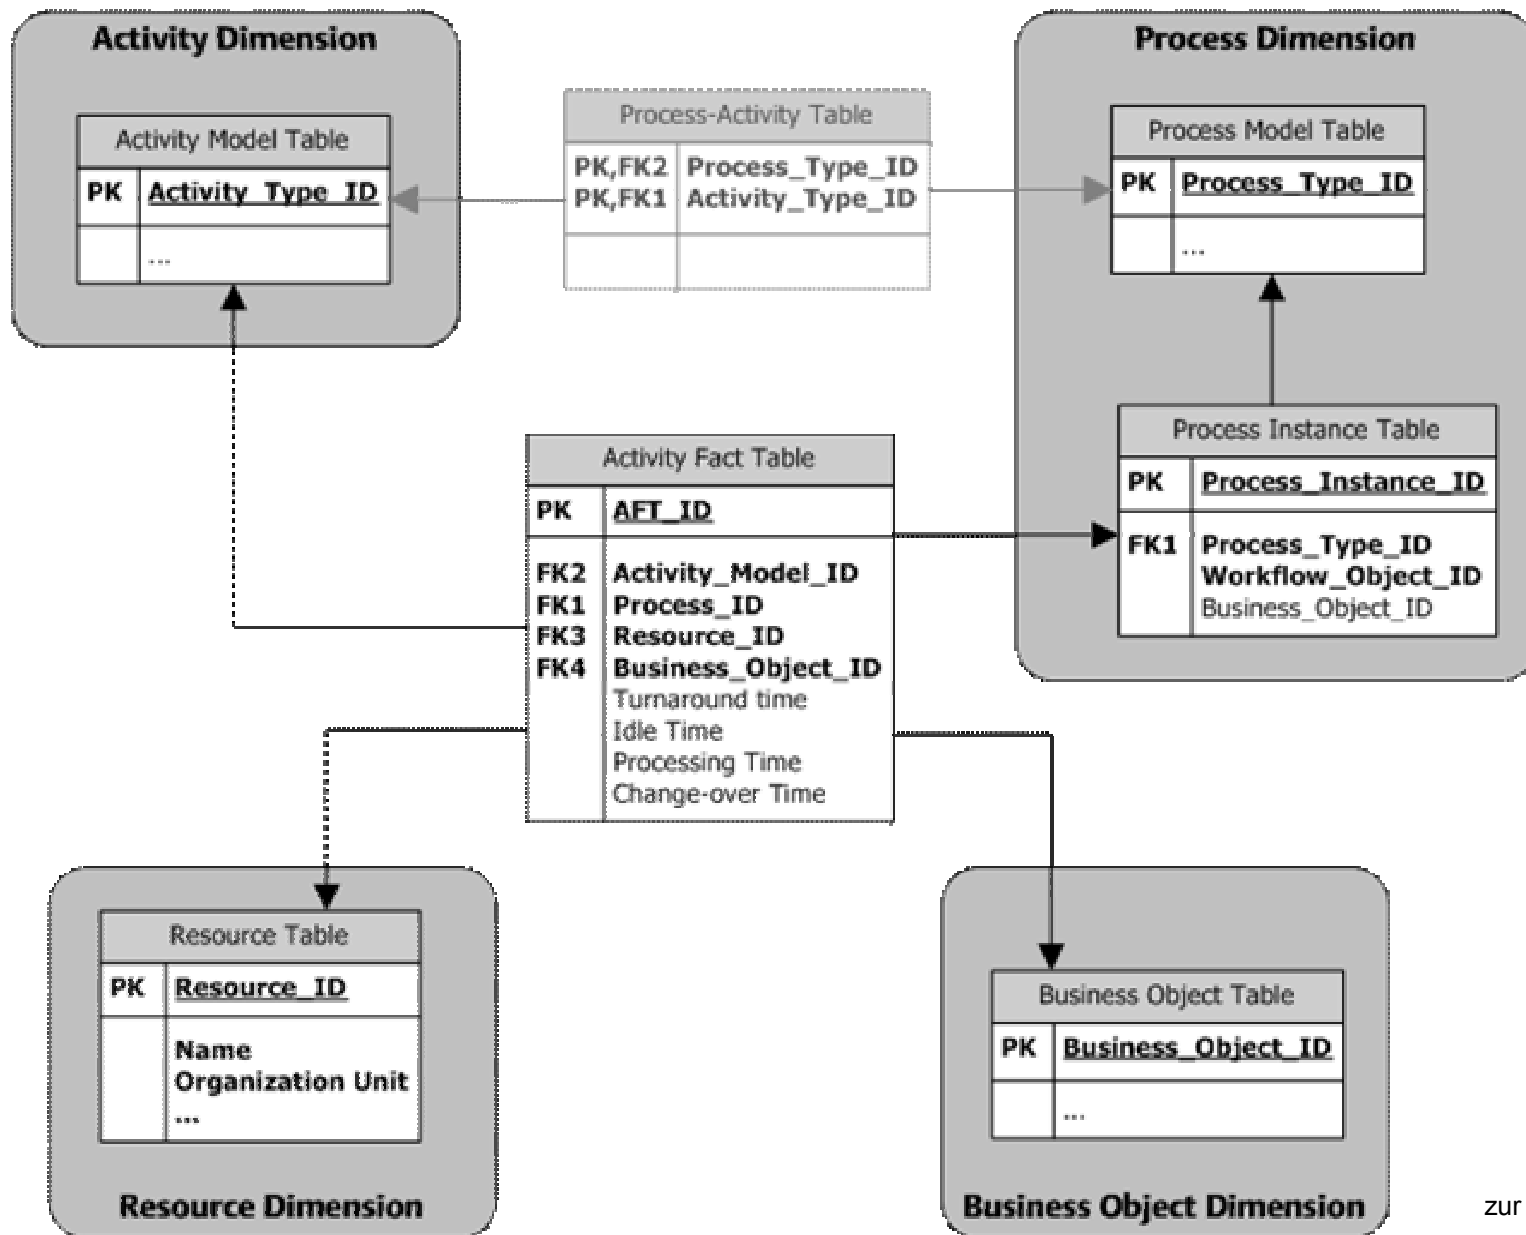 Activity Dimension
Activity Model Table
PK Activity_Type_ID
...
Process-Activity Table
PK,FK2 Process_Type_ID
PK,FK1 Activity_Type_ID
Process Dimension
Process Model Table
PK Process_Type_ID
...
Process Instance Table
PK Process_Instance_ID
FK1 Process_Type_ID
Workflow_Object_ID
Business_Object_ID
Activity Fact Table
PK AFT_ID
FK2 Activity_Model_ID
FK1 Process_ID
FK3 Resource_ID
FK4 Business_Object_ID
Turnaround time
Idle Time
Processing Time
Change-over Time
Resource Table
PK Resource_ID
Name
Organization Unit
...
Resource Dimension
Business Object Table
PK Business_Object_ID
...
Business Object Dimension
zur